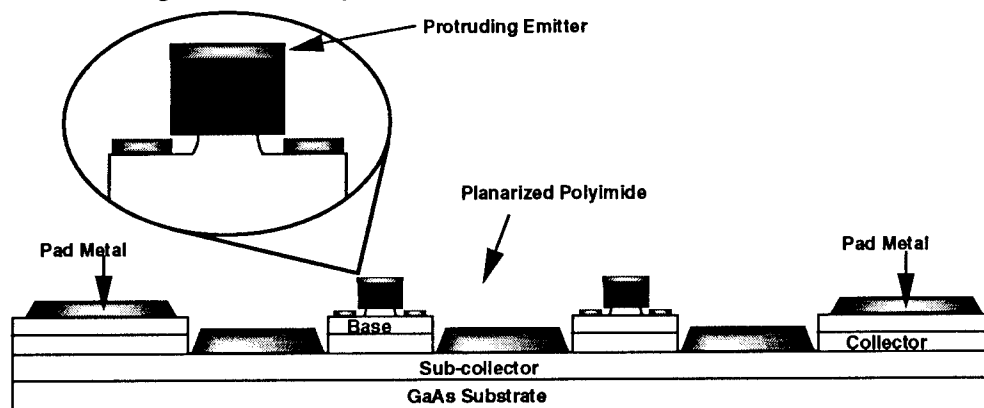 Protruding Emitter
Planarized Polyimide
Pad Metal
Pad Metal
Base
Collector
Sub-collector
GaAs Substrate